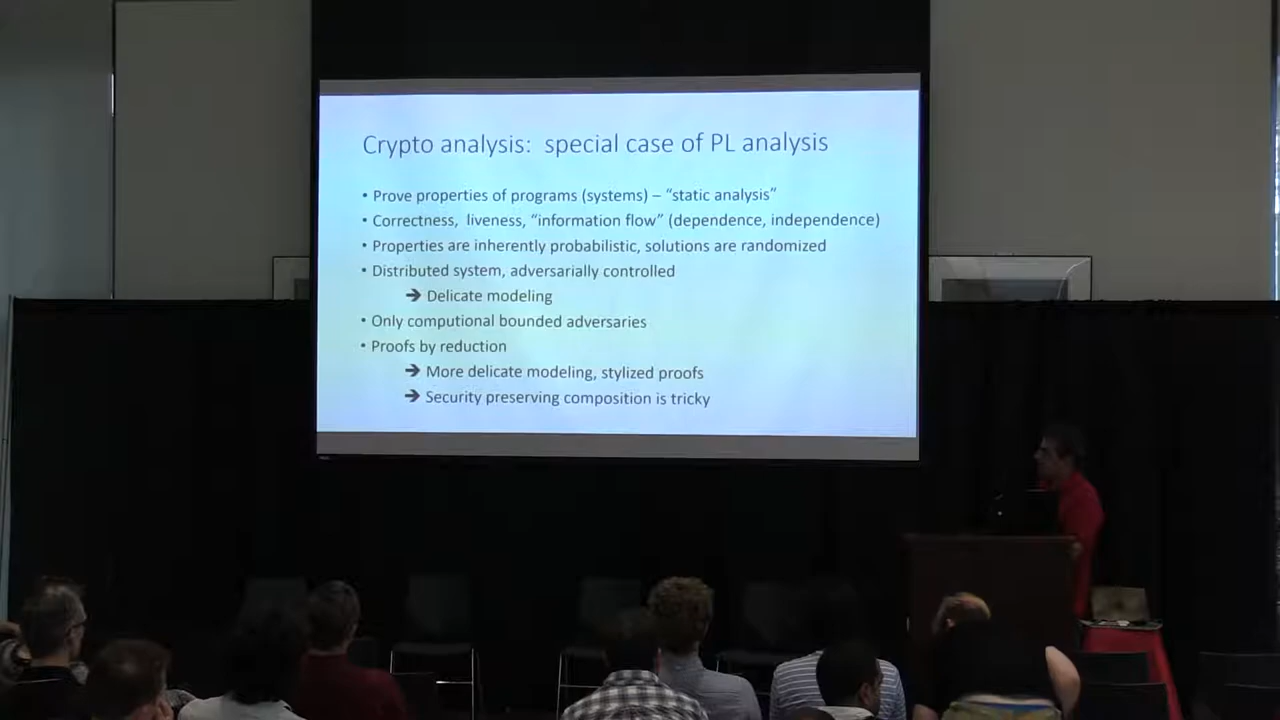 Crypto analysis: special case of PL analysis
• Prove properties of programs (systems) – “static analysis”
• Correctness, liveness, “information flow” (dependence, independence)
• Properties are inherently probabilistic, solutions are randomized
• Distributed system, adversarially controlled
➔ Delicate modeling
• Only computional bounded adversaries
• Proofs by reduction
➔ More delicate modeling, stylized proofs
➔ Security preserving composition is tricky